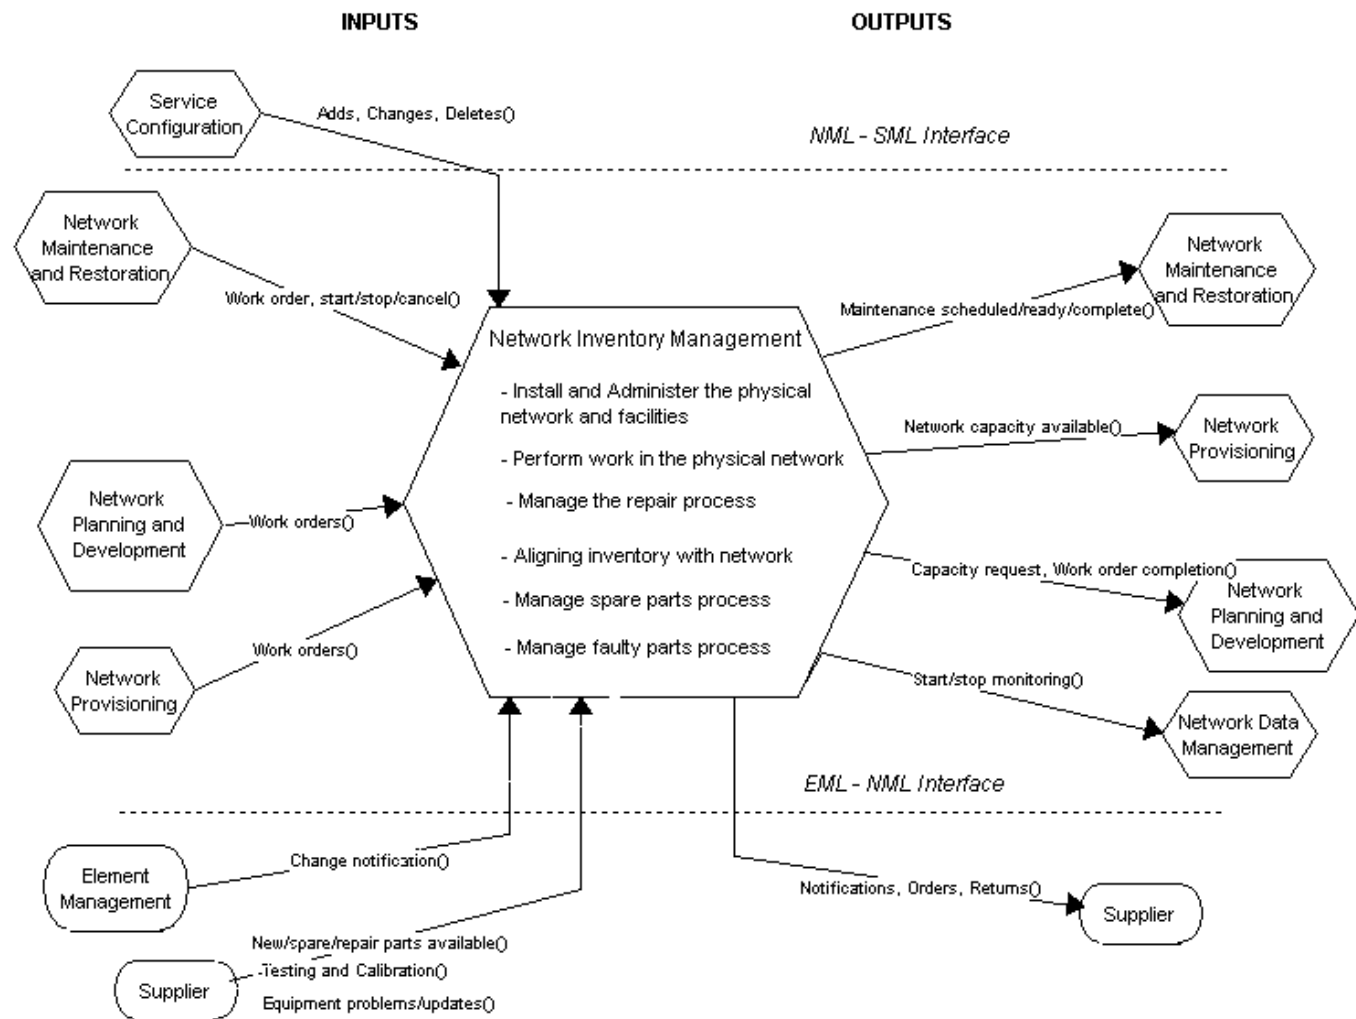 INPUTS
OUTPUTS
Service
Configuration
Adds, Changes, Deletes()
NML - SML Interface
Network
Maintenance
and Restoration
Work order, start/stop/cancel()
Network
Maintenance
and Restoration
Maintenance scheduled/ready/complete()
Network Inventory Management
- Install and Administer the physical
network and facilities
- Perform work in the physical network
- Manage the repair process
- Aligning inventory with network
- Manage spare parts process
- Manage faulty parts process
Network capacity available()
Network
Provisioning
Network
Planning and
Development
Work orders()
Capacity request, Work order completion()
Network
Planning and
Development
Network
Provisioning
Work orders()
Start/stop monitoring()
Network Data
Management
EML - NML Interface
Element
Management
Change notification()
Notifications, Orders, Returns()
Supplier
Supplier
New/spare/repair parts available()
Testing and Calibration()
Equipment problems/updates()